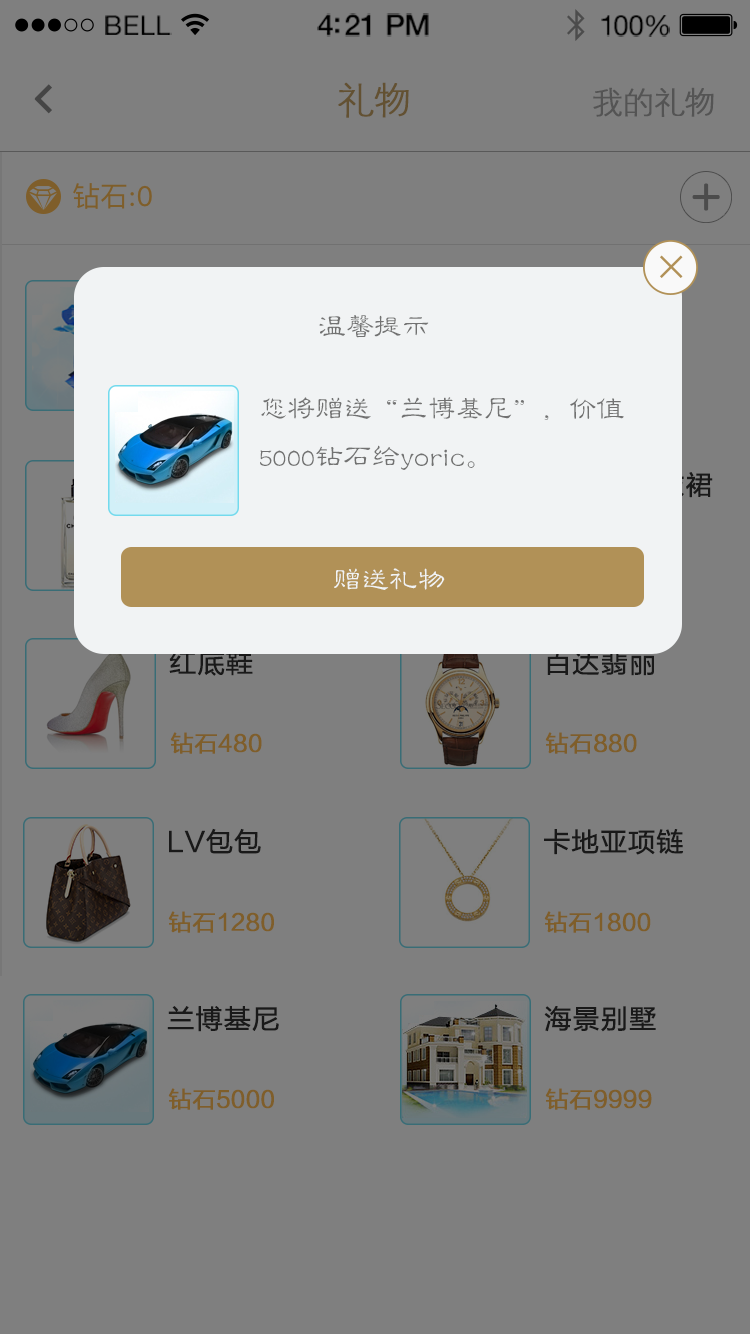 BELL
4:21 PM
100%
礼物
我的礼物
钻石:0
温馨提示
您将赠送“兰博基尼”，价值
5000钻石给yoric。
赠送礼物
裙
红底鞋
百达翡丽
钻石480
钻石880
LV包包
卡地亚项链
钻石1280
钻石1800
兰博基尼
海景别墅
钻石5000
钻石9999